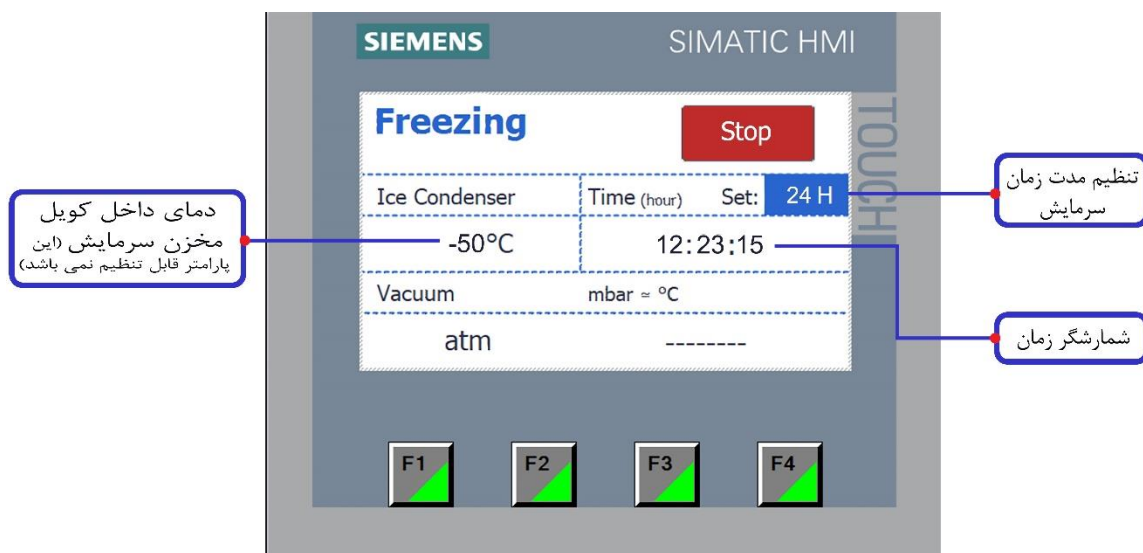 SIEMENS
SIMATIC HMI
TOUCH
Freezing
Stop
Ice Condenser
Time (hour)
Set:
24 H
-50°C
12:23:15
Vacuum
mbar ≃ °C
atm
--------
F1
F2
F3
F4
دمای داخل کویل
مخزن سرمایش (این
پارامتر قابل تنظیم نمی باشد)
تنظیم مدت زمان
سرمایش
شمارشگر زمان